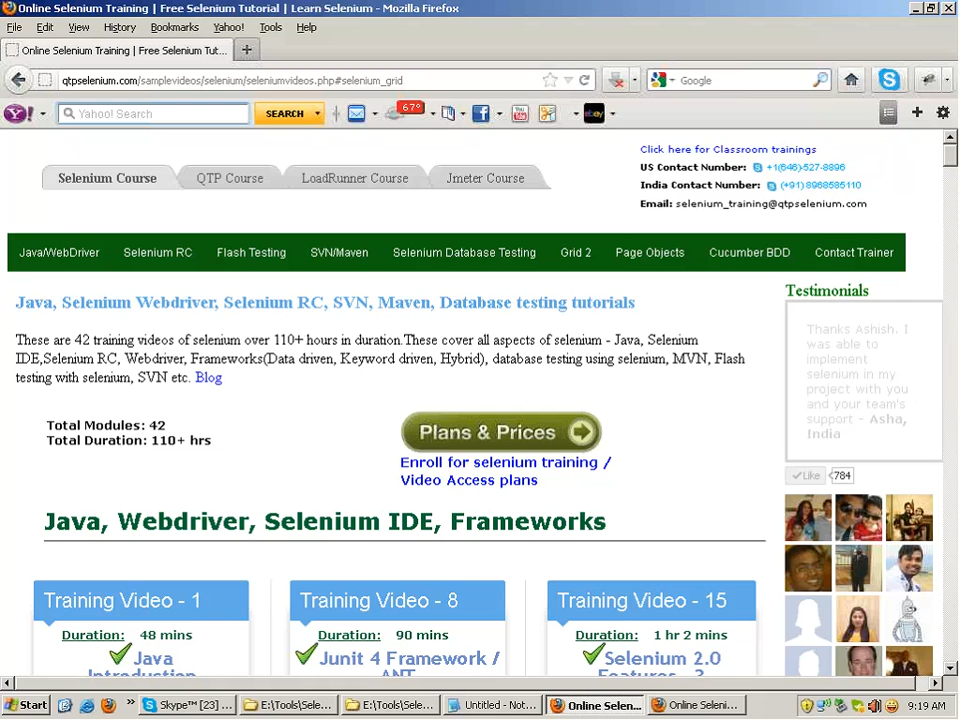 Online Selenium Training | Free Selenium Tutorial | Learn Selenium - Mozilla Firefox
File Edit View History Bookmarks Yahoo! Tools Help
Online Selenium Training | Free Selenium Tut...
qtpselenium.com/samplevideos/selenium/seleniumvideos.php#selenium_grid
Google
Yahoo! Search
SEARCH
67°
ebay
Click here for Classroom trainings
US Contact Number: +1(646)-527-8896
India Contact Number: (+91) 8968585110
Email: selenium_training@qtpselenium.com
Selenium Course QTP Course LoadRunner Course Jmeter Course
Java/WebDriver Selenium RC Flash Testing SVN/Maven Selenium Database Testing Grid 2 Page Objects Cucumber BDD Contact Trainer
Java, Selenium Webdriver, Selenium RC, SVN, Maven, Database testing tutorials
These are 42 training videos of selenium over 110+ hours in duration.These cover all aspects of selenium - Java, Selenium
IDE,Selenium RC, Webdriver, Frameworks(Data driven, Keyword driven, Hybrid), database testing using selenium, MVN, Flash
testing with selenium, SVN etc. Blog
Total Modules: 42
Total Duration: 110+ hrs
Plans & Prices
Enroll for selenium training /
Video Access plans
Testimonials
Thanks Ashish. I
was able to
implement
selenium in my
project with you
and your team's
support - Asha,
India
Like 784
Java, Webdriver, Selenium IDE, Frameworks
Training Video - 1
Duration: 48 mins
Java
Introduction
Training Video - 8
Duration: 90 mins
Junit 4 Framework /
ANT
Training Video - 15
Duration: 1 hr 2 mins
Selenium 2.0
Features - 3
Start
Skype™ [23] ...
E:\Tools\Sele...
E:\Tools\Sele...
Untitled - Not...
Online Selen...
Online Seleni...
9:19 AM